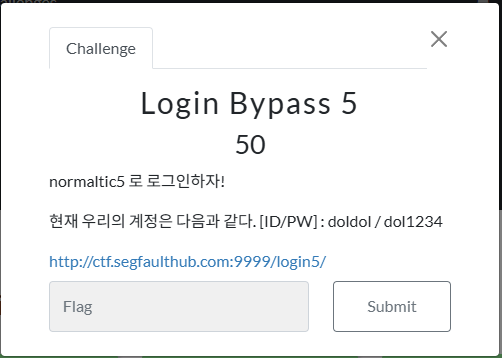 Challenge
Login Bypass 5
50
normaltic5 로 로그인하자!
현재 우리의 계정은 다음과 같다. [ID/PW] : doldol / dol1234
http://ctf.segfaulthub.com:9999/login5/
Flag
Submit